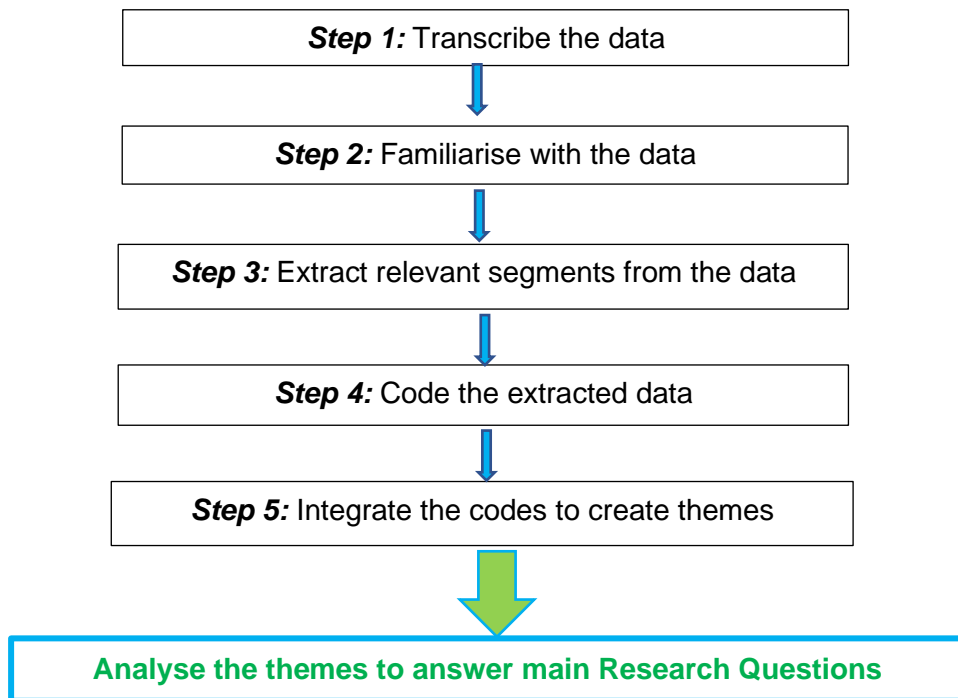 Step 1: Transcribe the data
Step 2: Familiarise with the data
Step 3: Extract relevant segments from the data
Step 4: Code the extracted data
Step 5: Integrate the codes to create themes
Analyse the themes to answer main Research Questions